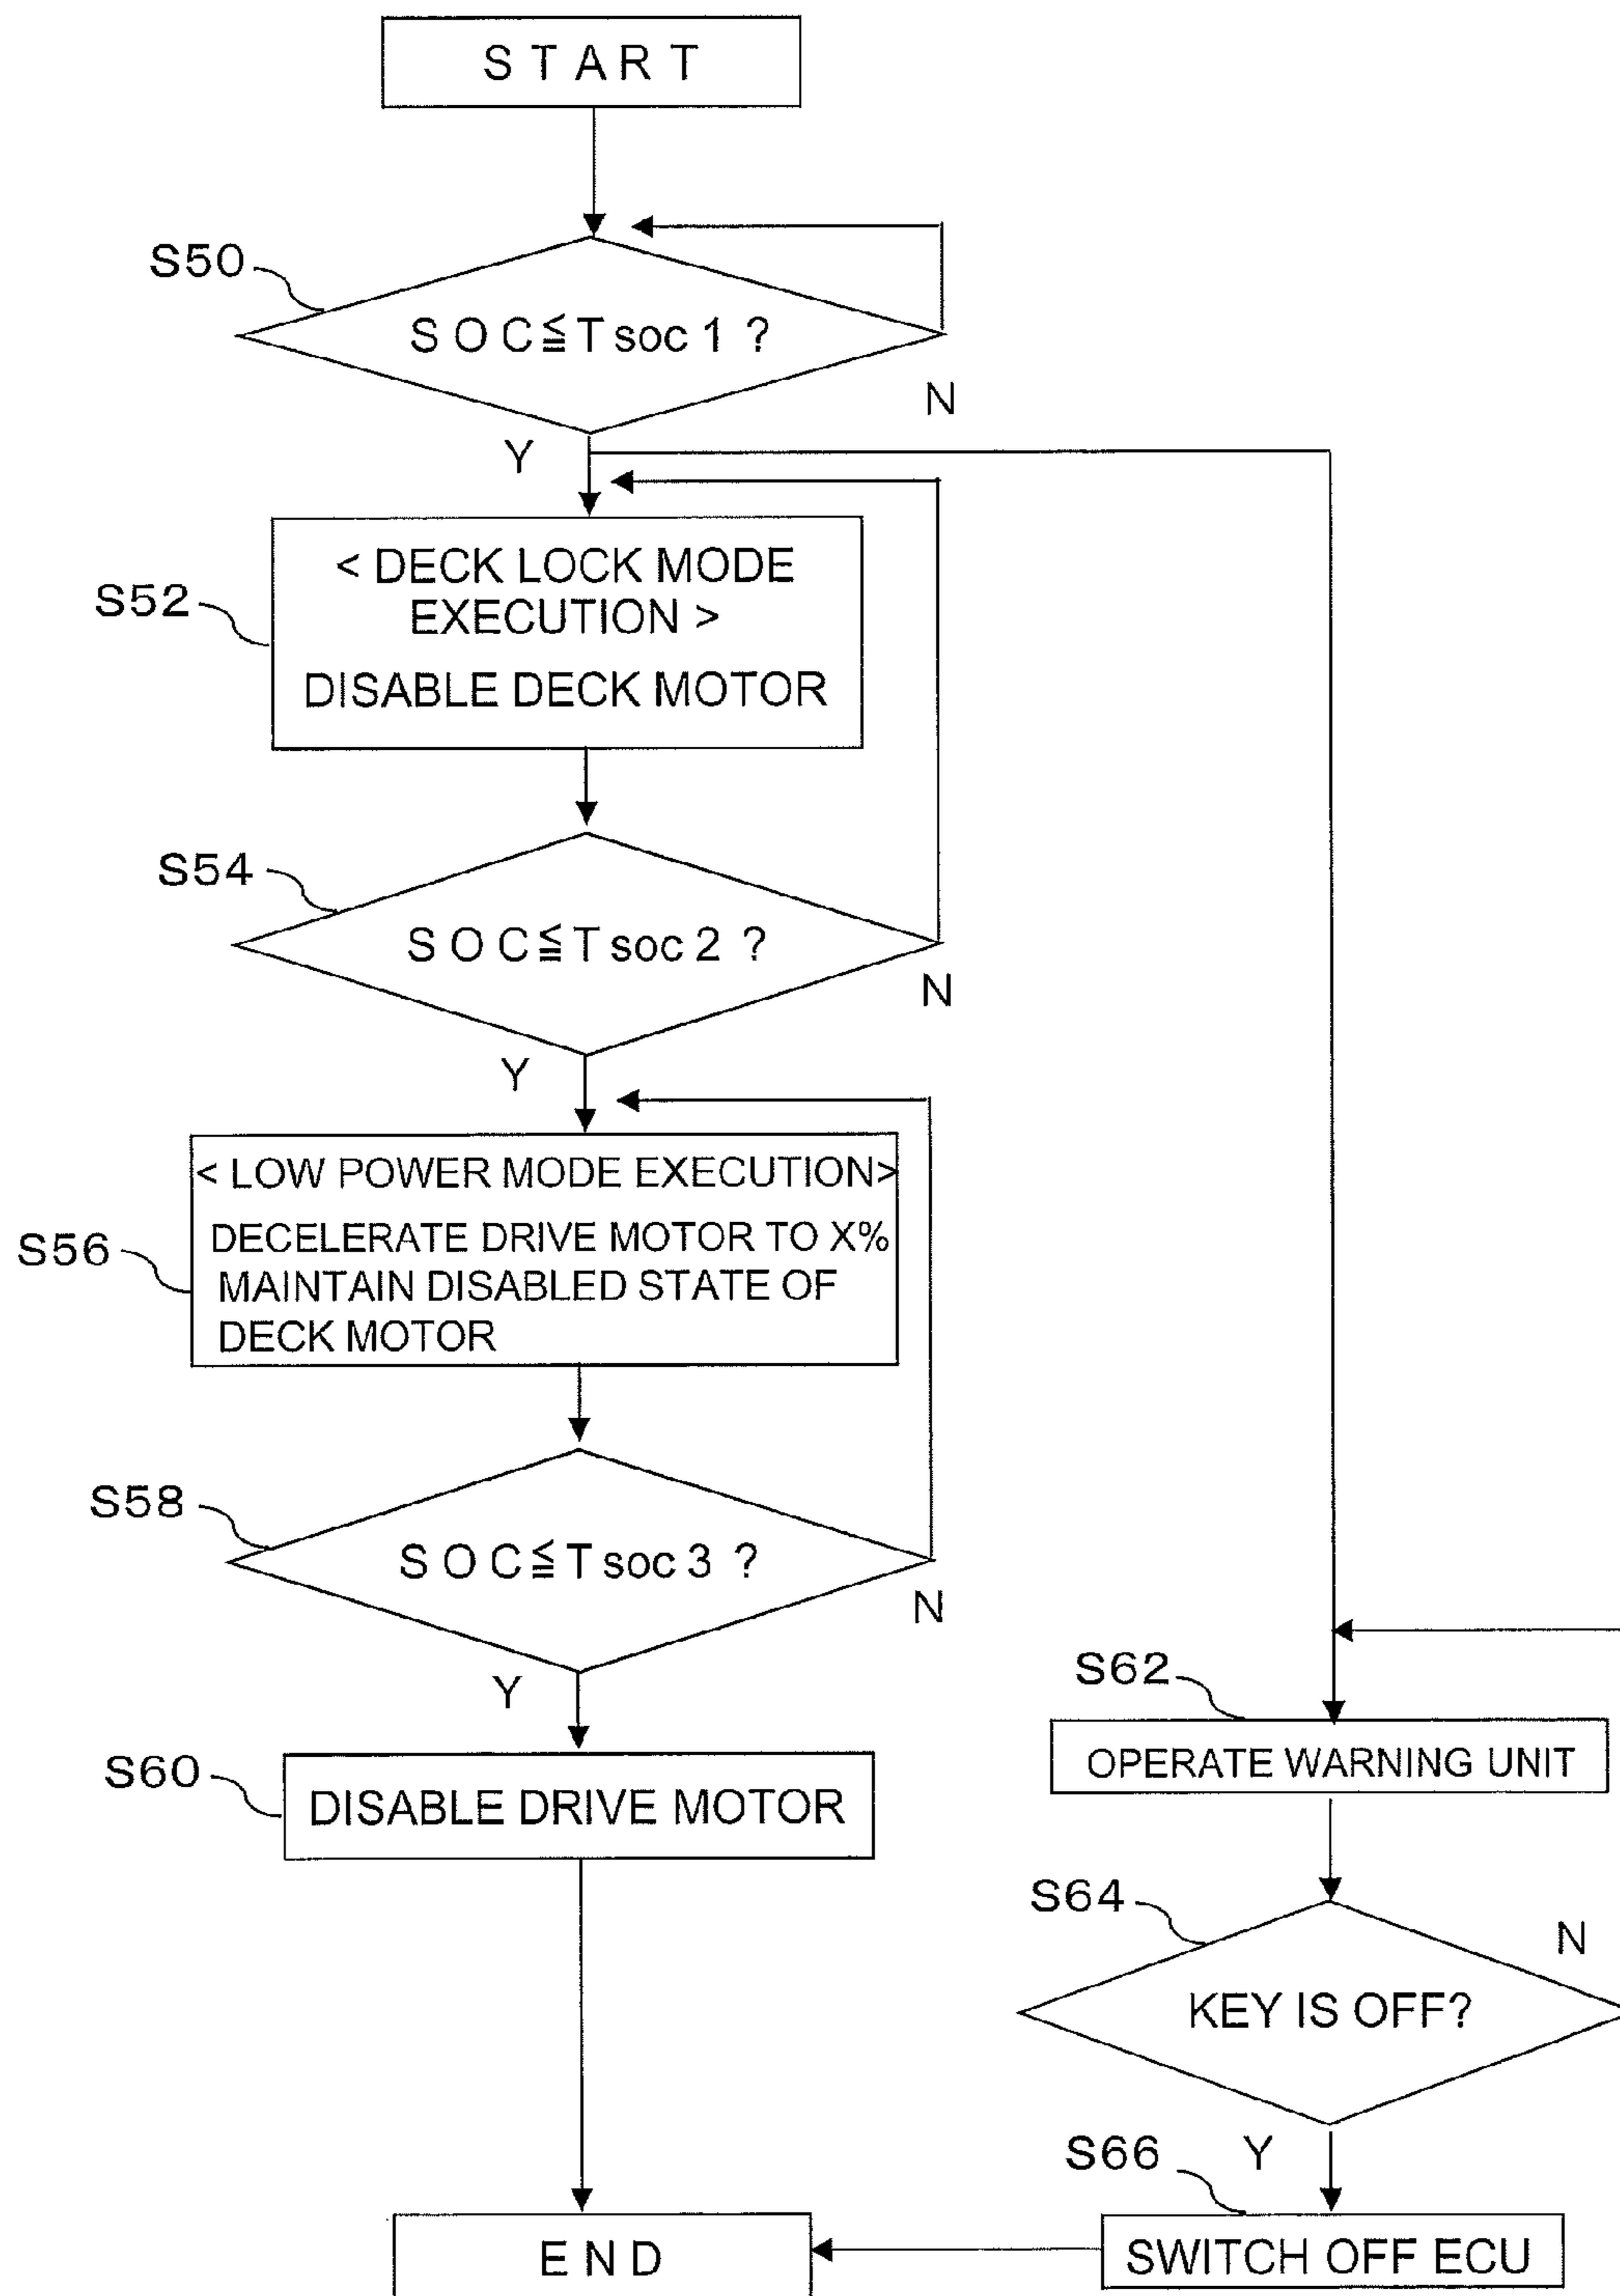 START
S50
SOC≦Tsoc1 ?
N
Y
S52
< DECK LOCK MODE
EXECUTION >
DISABLE DECK MOTOR
S54
SOC≦Tsoc2 ?
N
Y
S56
< LOW POWER MODE EXECUTION>
DECELERATE DRIVE MOTOR TO X%
MAINTAIN DISABLED STATE OF
DECK MOTOR
S58
SOC≦Tsoc3 ?
N
Y
S60
DISABLE DRIVE MOTOR
S62
OPERATE WARNING UNIT
S64
N
KEY IS OFF?
Y
S66
SWITCH OFF ECU
END